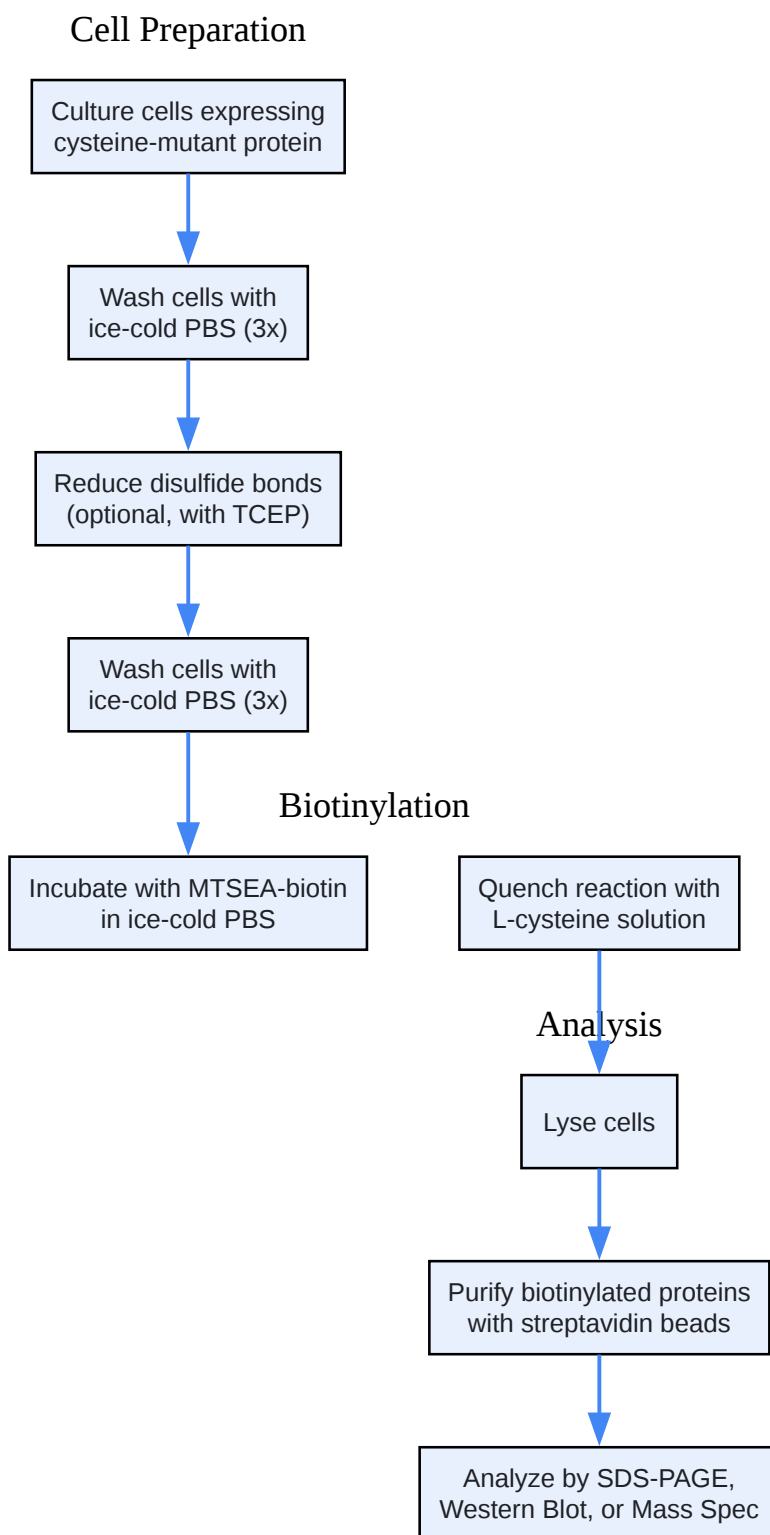 Cell Preparation
Culture cells expressing
cysteine-mutant protein
Wash cells with
ice-cold PBS (3x)
Reduce disulfide bonds
(optional, with TCEP)
Wash cells with
ice-cold PBS (3x)
Biotinylation
Incubate with MTSEA-biotin
in ice-cold PBS
Quench reaction with
L-cysteine solution
Analysis
Lyse cells
Purify biotinylated proteins
with streptavidin beads
Analyze by SDS-PAGE,
Western Blot, or Mass Spec